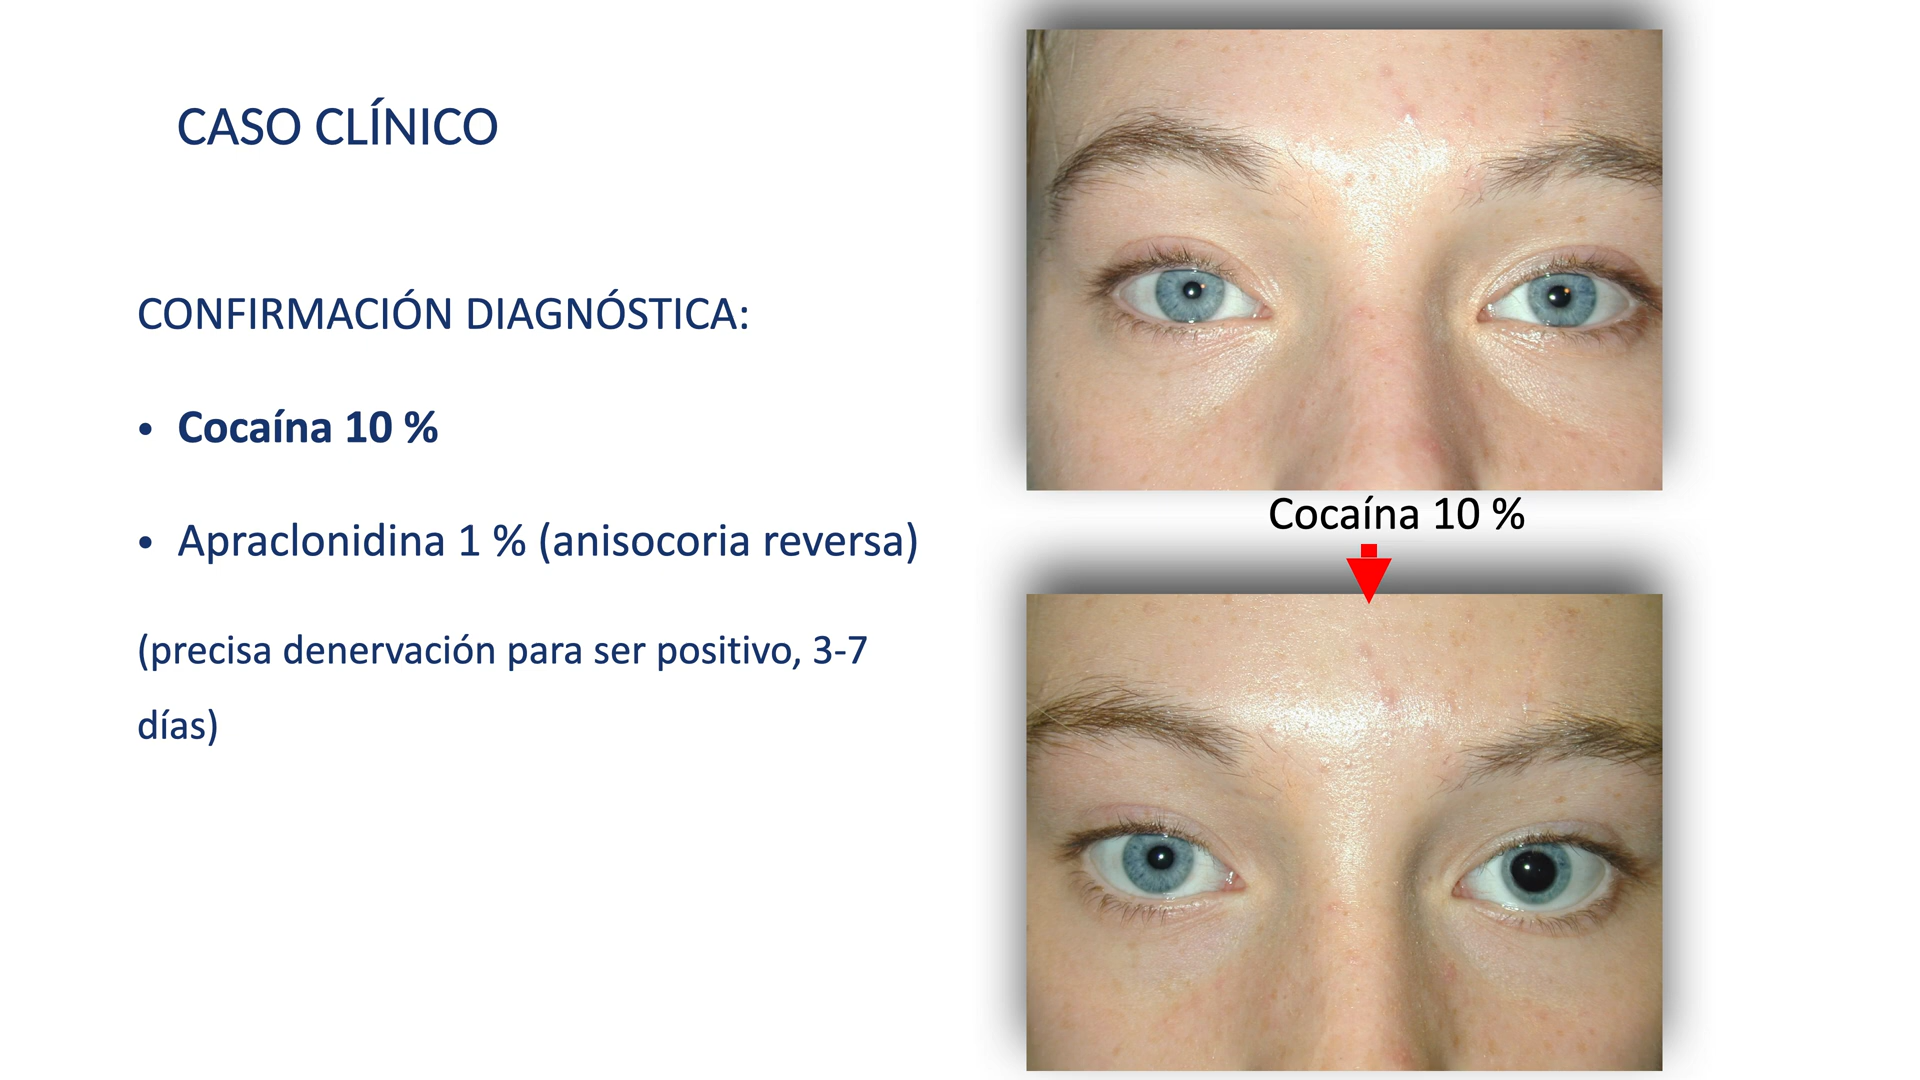 CASO CLÍNICO
CONFIRMACIÓN DIAGNÓSTICA:
• Cocaína 10 %
• Apraclonidina 1 % (anisocoria reversa)
(precisa denervación para ser positivo, 3-7
días)
Cocaína 10 %